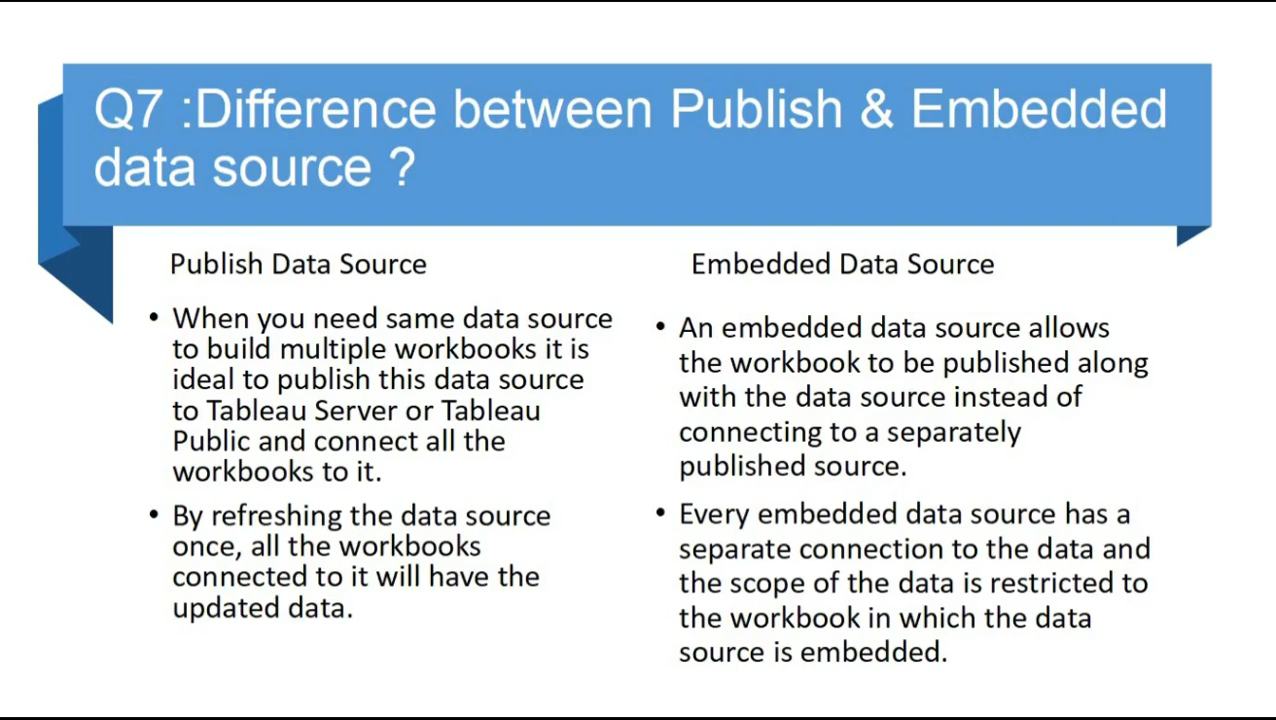 Q7 :Difference between Publish & Embedded
data source ?
Publish Data Source
• When you need same data source
to build multiple workbooks it is
ideal to publish this data source
to Tableau Server or Tableau
Public and connect all the
workbooks to it.
• By refreshing the data source
once, all the workbooks
connected to it will have the
updated data.
Embedded Data Source
• An embedded data source allows
the workbook to be published along
with the data source instead of
connecting to a separately
published source.
• Every embedded data source has a
separate connection to the data and
the scope of the data is restricted to
the workbook in which the data
source is embedded.